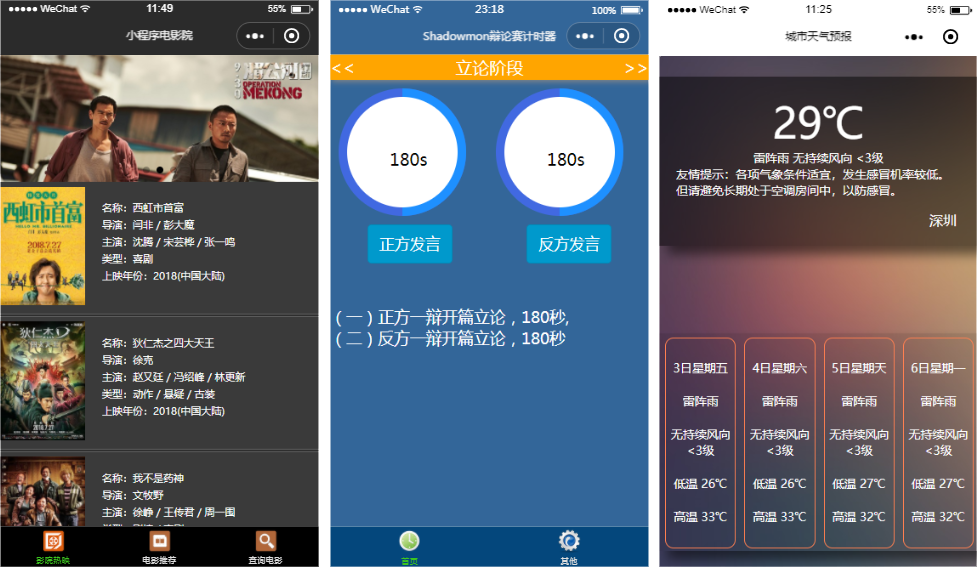 WeChat
11:49
55%
小程序电影院
湄公河
930
OPERATION
MEKONG
西虹市首富
2018.7.27
名称：西虹市首富
导演：闫非 / 彭大魔
主演：沈腾 / 宋芸桦 / 张一鸣
类型：喜剧
上映年份：2018(中国大陆)
狄仁杰
名称：狄仁杰之四大天王
导演：徐克
主演：赵又廷 / 冯绍峰 / 林更新
类型：动作 / 悬疑 / 古装
上映年份：2018(中国大陆)
名称：我不是药神
导演：文牧野
主演：徐峥 / 王传君 / 周一围
影院热映
电影推荐
查询电影
WeChat
23:18
100%
Shadowmon辩论赛计时器
<< 立论阶段 >>
180s 180s
正方发言 反方发言
(一) 正方一辩开篇立论，180秒,
(二) 反方一辩开篇立论，180秒
首页
其他
WeChat
11:25
55%
城市天气预报
29℃
雷阵雨 无持续风向 <3级
友情提示：各项气象条件适宜，发生感冒机率较低。
但请避免长期处于空调房间中，以防感冒。
深圳
3日星期五
雷阵雨
无持续风向
<3级
低温 26℃
高温 33℃
4日星期六
雷阵雨
无持续风向
<3级
低温 26℃
高温 33℃
5日星期天
雷阵雨
无持续风向
<3级
低温 27℃
高温 32℃
6日星期一
雷阵雨
无持续风向
<3级
低温 27℃
高温 32℃